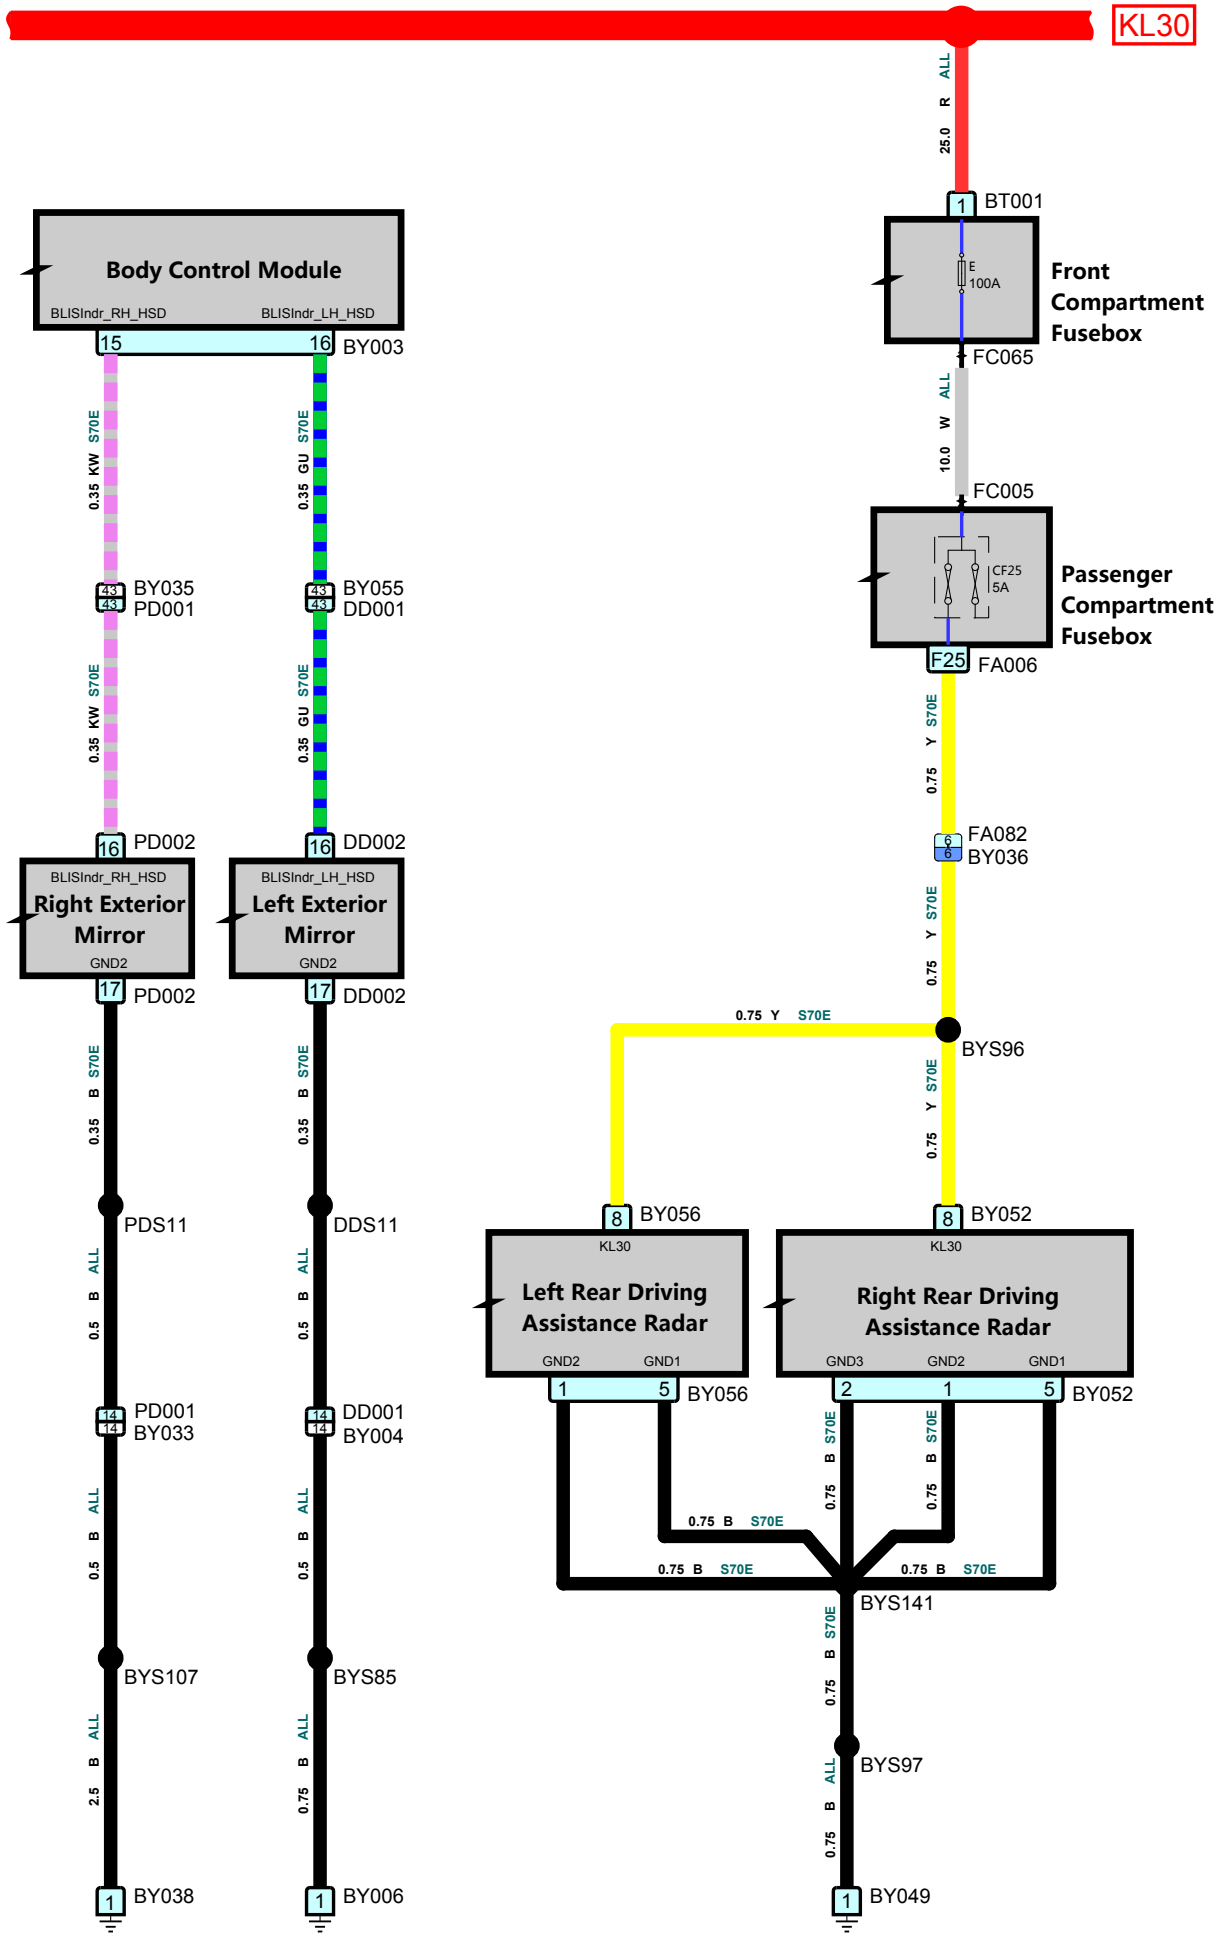 KL30
25.0 R ALL
1 BT001
E
100A
Front
Compartment
Fusebox
FC065
10.0 W ALL
FC005
CF25
5A
Passenger
Compartment
Fusebox
F25 FA006
0.75 Y S70E
6 FA082
6 BY036
0.75 Y S70E
BYS96
0.75 Y S70E
0.75 Y S70E
Body Control Module
BLISIndr_RH_HSD BLISIndr_LH_HSD
15 16 BY003
0.35 KW S70E
0.35 GU S70E
43 BY035
43 PD001
43 BY055
43 DD001
0.35 KW S70E
0.35 GU S70E
16 PD002
16 DD002
BLISIndr_RH_HSD
Right Exterior
Mirror
GND2
BLISIndr_LH_HSD
Left Exterior
Mirror
GND2
17 PD002
17 DD002
0.35 B S70E
0.35 B S70E
PDS11
DDS11
0.5 B ALL
0.5 B ALL
14 PD001
14 BY033
14 DD001
14 BY004
0.5 B ALL
0.5 B ALL
BYS107
BYS85
2.5 B ALL
0.75 B ALL
1 BY038
1 BY006
8 BY056
KL30
Left Rear Driving
Assistance Radar
GND2 GND1
1 5 BY056
8 BY052
KL30
Right Rear Driving
Assistance Radar
GND3 GND2 GND1
2 1 5 BY052
0.75 B S70E
0.75 B S70E
0.75 B S70E
0.75 B S70E
0.75 B S70E
BYS141
0.75 B S70E
BYS97
0.75 B ALL
1 BY049